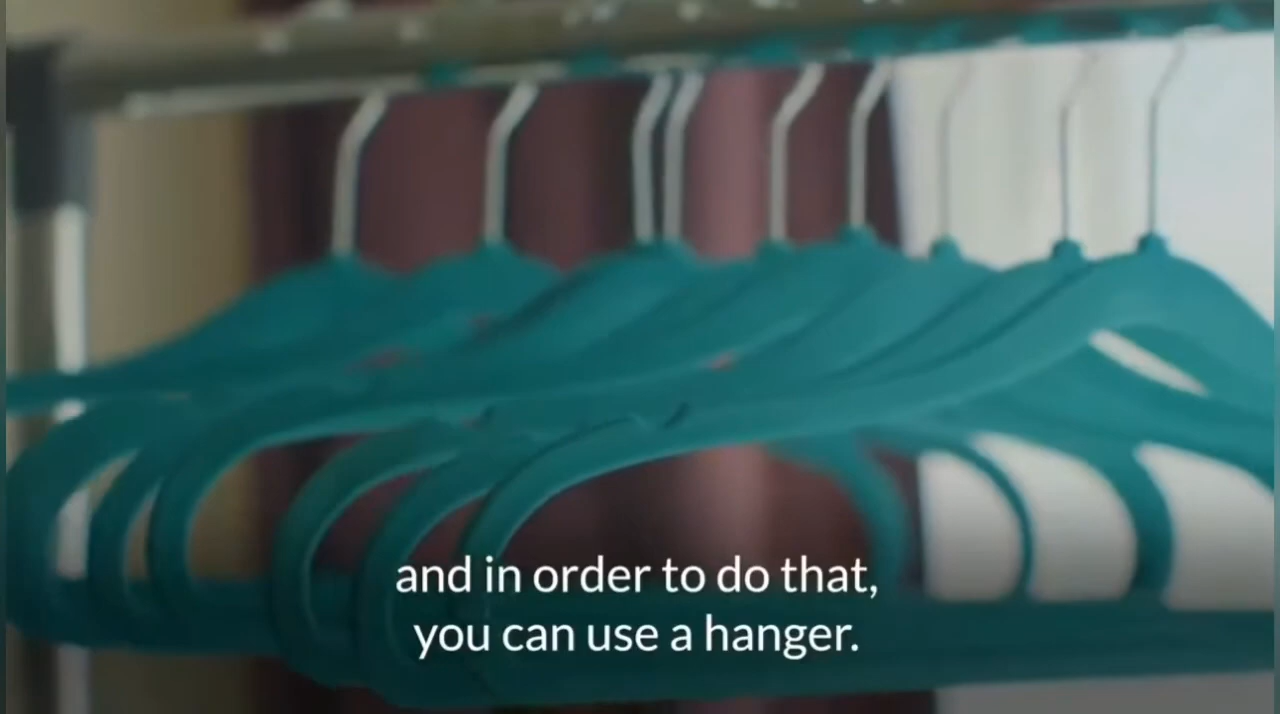 and in order to do that,
you can use a hanger.